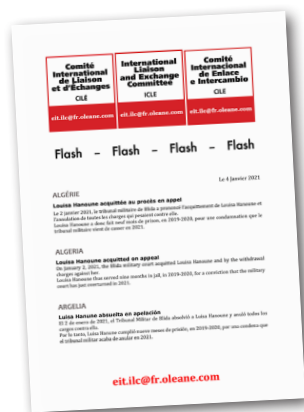 Comité
International
de Liaison
et d'Échanges
CILE
eit.ilc@fr.oleane.com
International
Liaison
and Exchange
Committee
ICLE
eit.ilc@fr.oleane.com
Comité
Internacional
de Enlace
e Intercambio
CILE
eit.ilc@fr.oleane.com
Flash – Flash – Flash – Flash
Le 4 Janvier 2021
ALGÉRIE
Louisa Hanoune acquittée au procès en appel
Le 2 janvier 2021, le tribunal militaire de Blida a prononcé l'acquittement de Louisa Hanoune et
l'annulation de toutes les charges qui pesaient contre elle.
Louisa Hanoune a donc fait neuf mois de prison, en 2019-2020, pour une condamnation que le
tribunal militaire vient de casser en 2021.
ALGERIA
Louisa Hanoune acquitted on appeal
On January 2, 2021, the Blida military court acquitted Louisa Hanoune and by the withdrawal
charges against her.
Louisa Hanoune thus served nine months in jail, in 2019-2020, for a conviction that the military
court has just overturned in 2021.
ARGELIA
Luisa Hanune absuelta en apelación
El 2 de enero de 2021, el Tribunal Militar de Blida absolvió a Luisa Hanune y anuló todos los
cargos contra ella.
Por lo tanto, Luisa Hanune cumplió nueve meses de prisión, en 2019-2020, por una condena que
el tribunal militar acaba de anular en 2021.
eit.ilc@fr.oleane.com